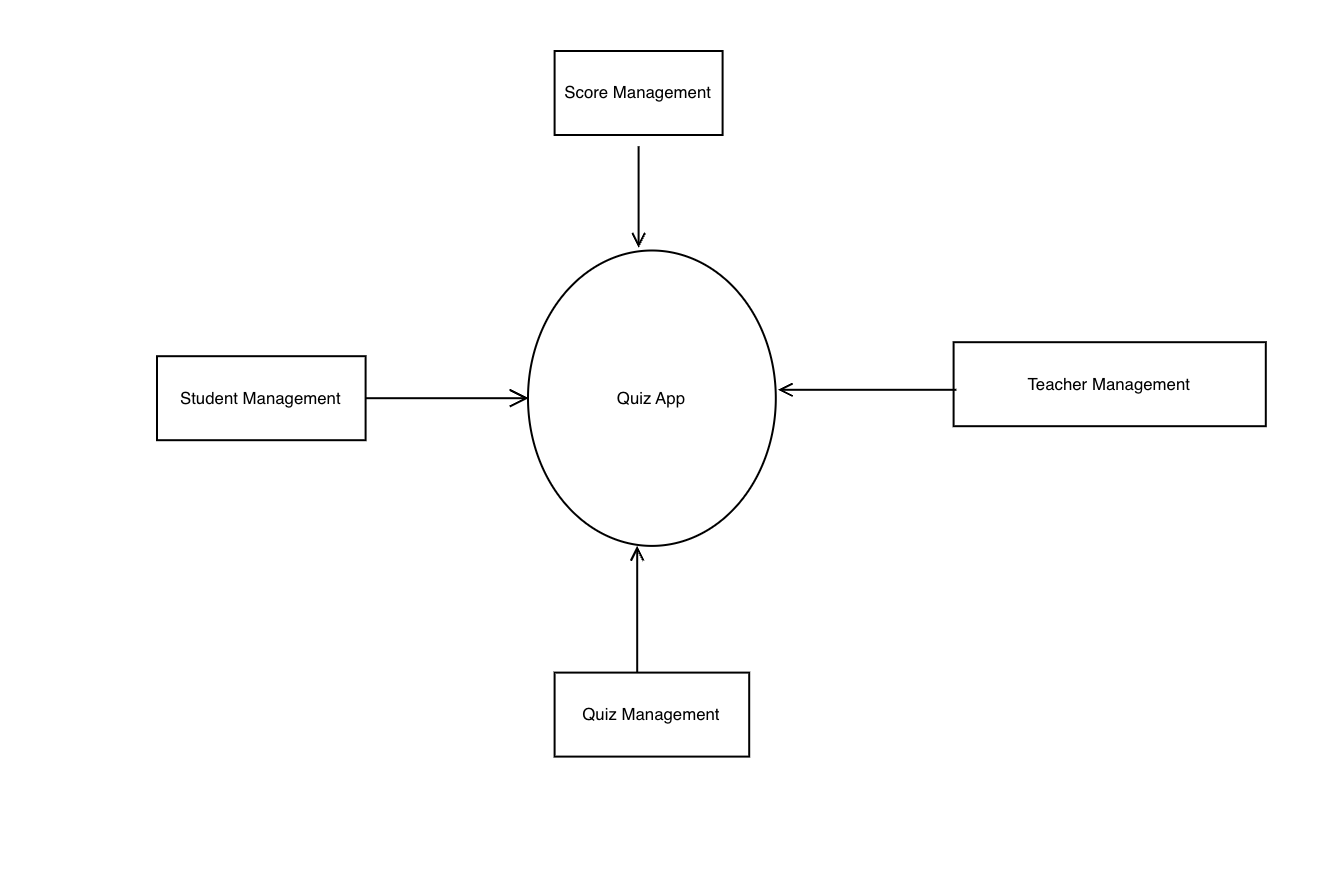 Score Management
Student Management
Quiz App
Teacher Management
Quiz Management